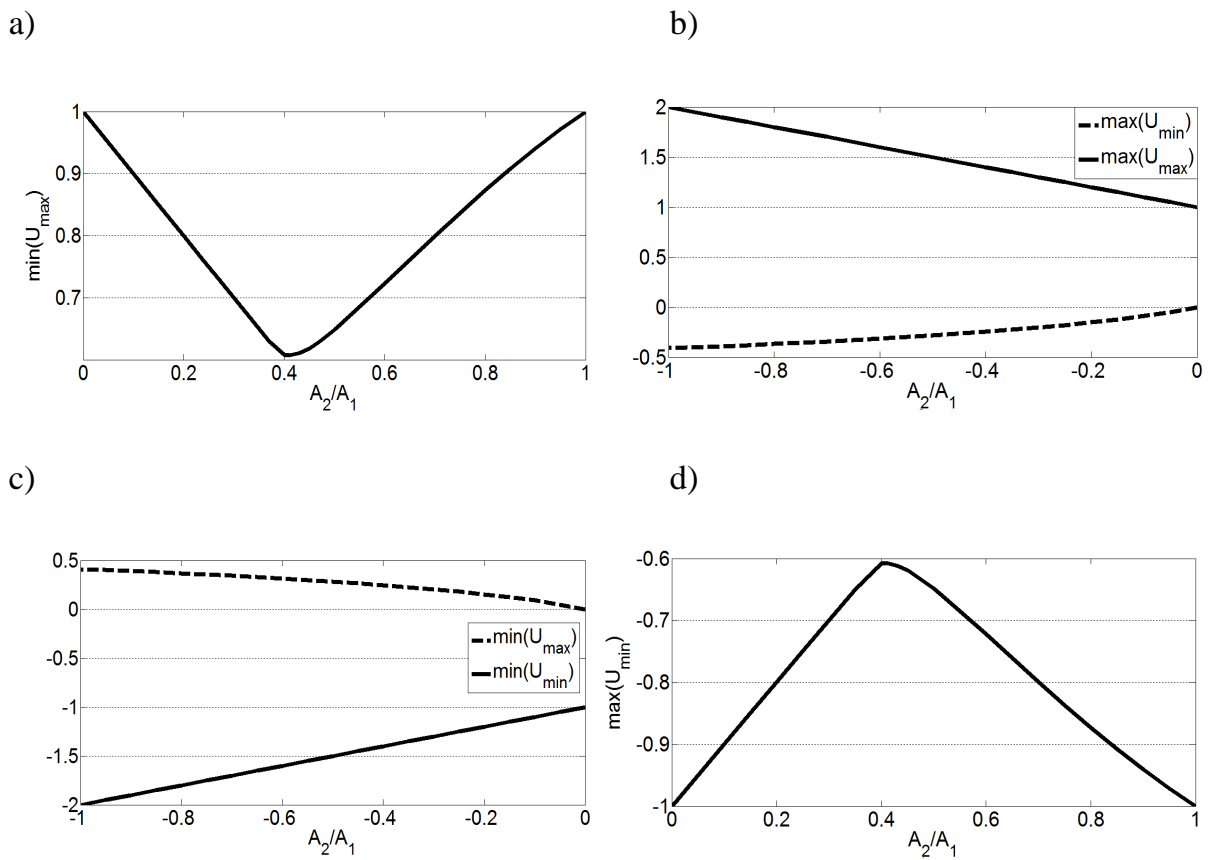 a)
min(U_max)
1
0.9
0.8
0.7
0 0.2 0.4 0.6 0.8 1
A_2/A_1
b)
2
1.5
1
0.5
0
-0.5
max(U_min)
max(U_max)
-1 -0.8 -0.6 -0.4 -0.2 0
A_2/A_1
c)
0.5
0
-0.5
-1
-1.5
-2
min(U_max)
min(U_min)
-1 -0.8 -0.6 -0.4 -0.2 0
A_2/A_1
d)
max(U_min)
-0.6
-0.7
-0.8
-0.9
-1
0 0.2 0.4 0.6 0.8 1
A_2/A_1